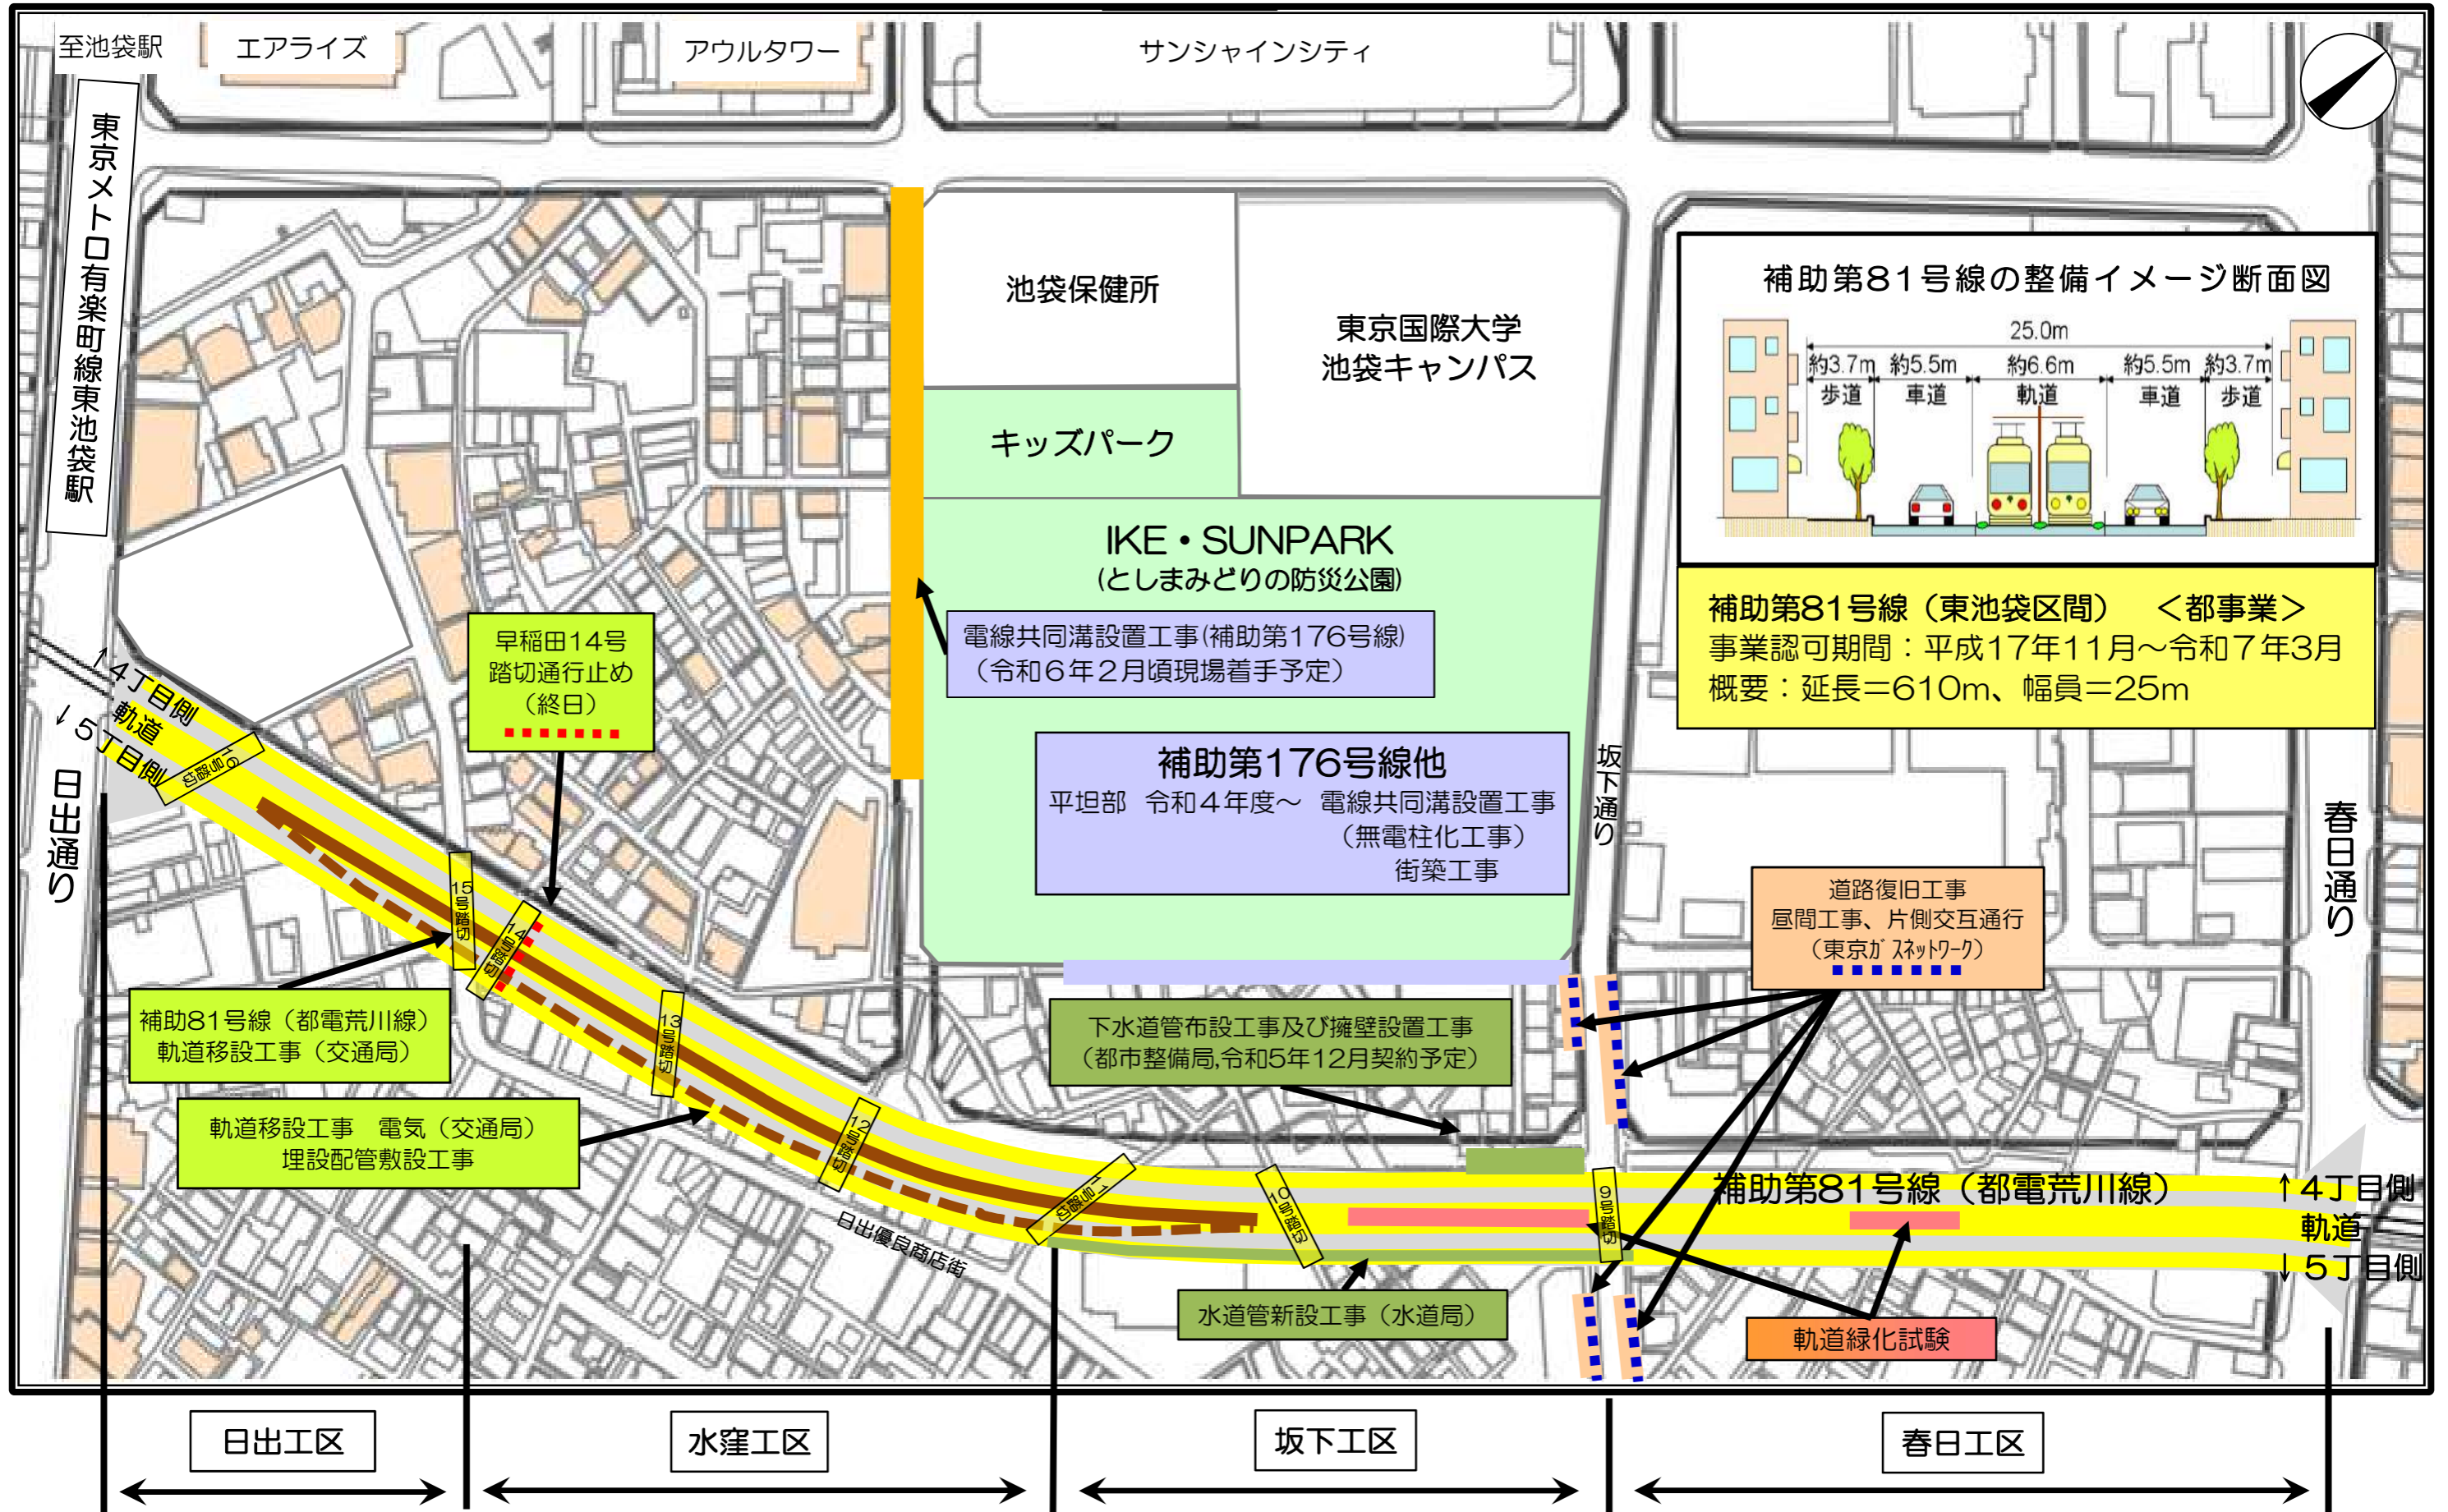 至池袋駅
エアライズ
アウルタワー
サンシャインシティ
東京メトロ有楽町線東池袋駅
池袋保健所
東京国際大学
池袋キャンパス
キッズパーク
IKE・SUNPARK
(としまみどりの防災公園)
補助第81号線の整備イメージ断面図
25.0m
約3.7m 約5.5m 約6.6m 約5.5m 約3.7m
歩道 車道 軌道 車道 歩道
補助第81号線（東池袋区間） ＜都事業＞
事業認可期間：平成17年11月～令和7年3月
概要：延長＝610m、幅員＝25m
電線共同溝設置工事(補助第176号線)
（令和6年2月頃現場着手予定）
早稲田14号
踏切通行止め
（終日）
↑4丁目側
軌道
↓5丁目側
16号踏切
日出通り
補助第176号線他
平坦部 令和4年度～ 電線共同溝設置工事
（無電柱化工事）
街築工事
坂下通り
春日通り
道路復旧工事
昼間工事、片側交互通行
（東京ガスネットワーク）
15号踏切
14号踏切
13号踏切
12号踏切
11号踏切
10号踏切
9号踏切
補助81号線（都電荒川線）
軌道移設工事（交通局）
下水道管布設工事及び擁壁設置工事
（都市整備局,令和5年12月契約予定）
軌道移設工事 電気（交通局）
埋設配管敷設工事
補助第81号線（都電荒川線）
↑4丁目側
軌道
↓5丁目側
日出優良商店街
水道管新設工事（水道局）
軌道緑化試験
日出工区
水窪工区
坂下工区
春日工区